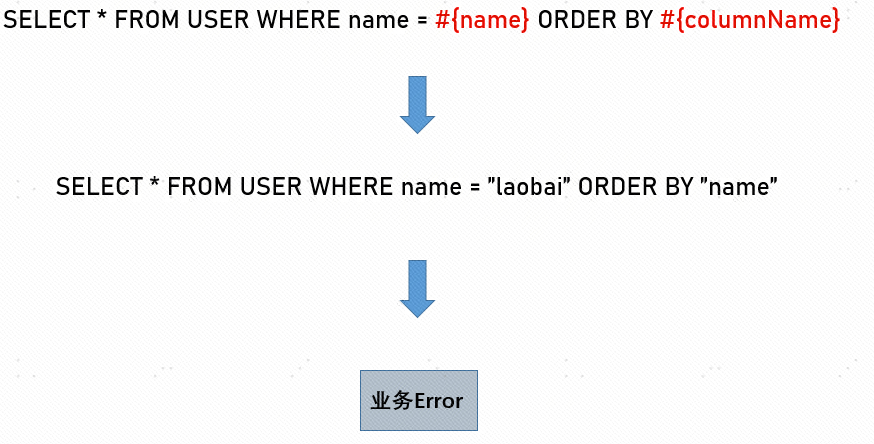 SELECT * FROM USER WHERE name = #{name} ORDER BY #{columnName}
SELECT * FROM USER WHERE name = ”laobai” ORDER BY ”name”
业务Error